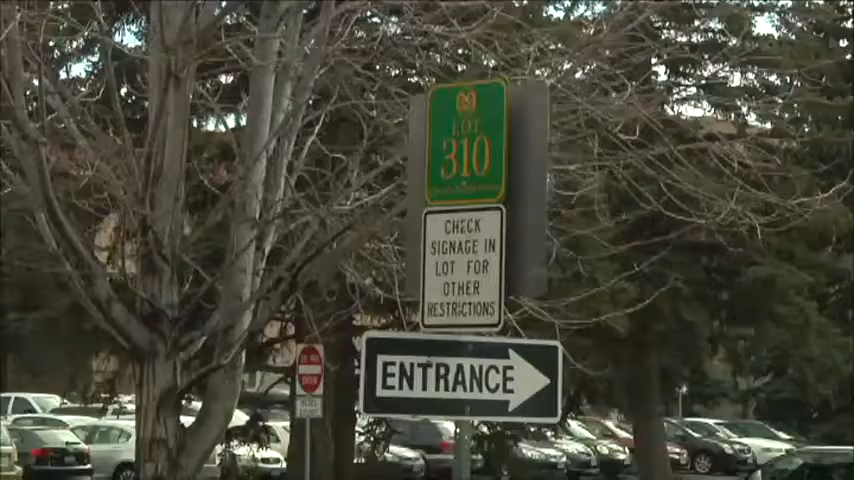 LOT
310
CHECK
SIGNAGE IN
LOT FOR
OTHER
RESTRICTIONS
ENTRANCE
DO NOT
ENTER